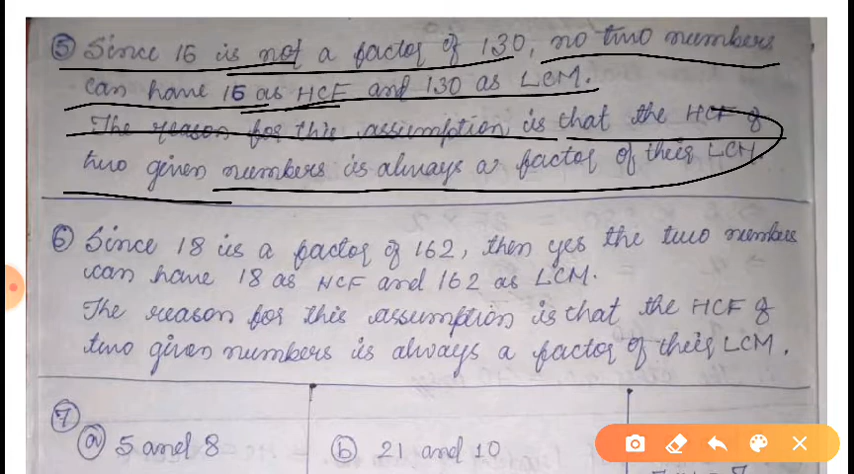 ⑤ Since 15 is not a factor of 130, no two numbers
can have 15 as HCF and 130 as LCM.
The reason for this assumption is that the HCF of
two given numbers is always a factor of their LCM.
⑥ Since 18 is a factor of 162, then yes the two numbers
can have 18 as HCF and 162 as LCM.
The reason for this assumption is that the HCF of
two given numbers is always a factor of their LCM.
⑦
ⓐ 5 and 8 ⓑ 21 and 10